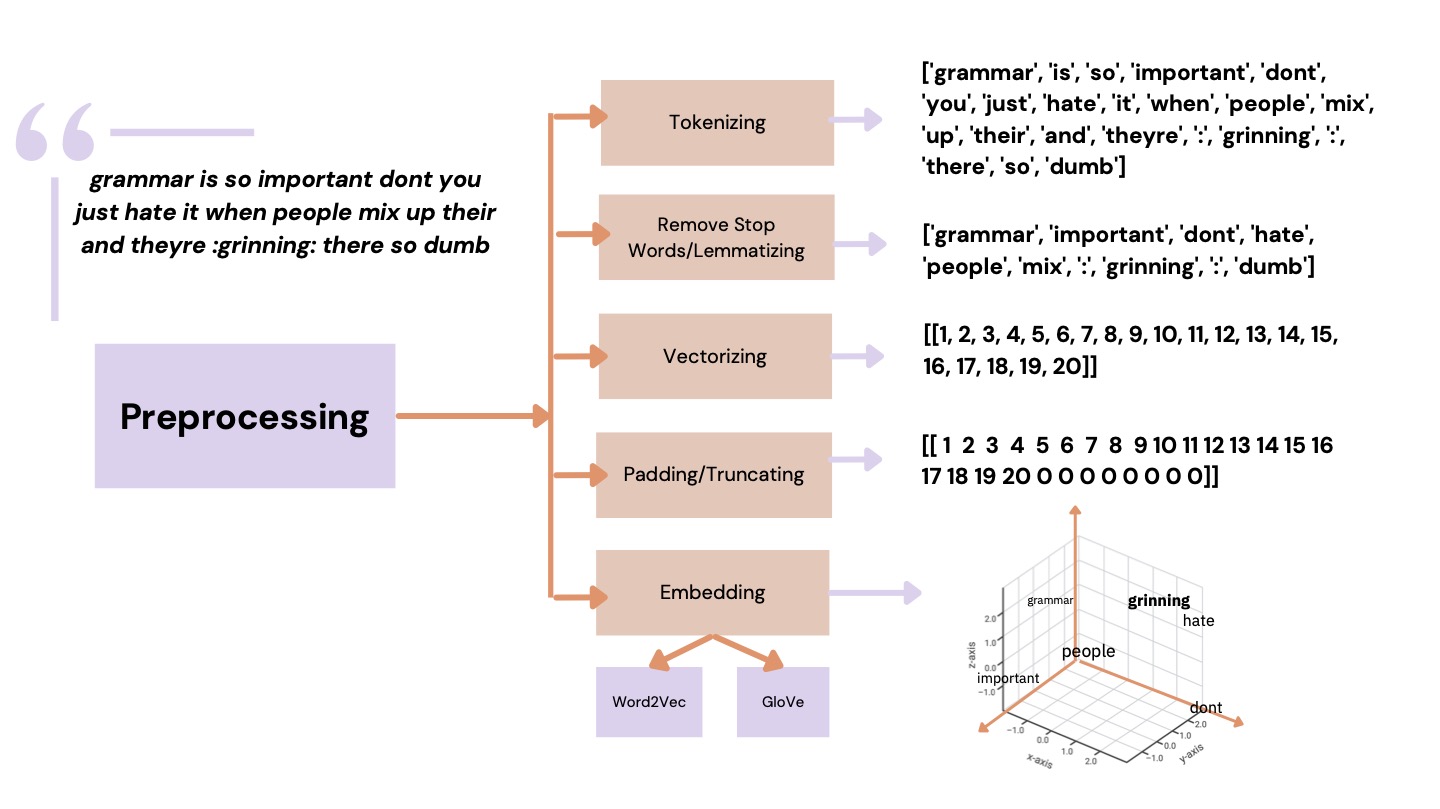 grammar is so important dont you
just hate it when people mix up their
and theyre :grinning: there so dumb
Preprocessing
Tokenizing
['grammar', 'is', 'so', 'important', 'dont',
'you', 'just', 'hate', 'it', 'when', 'people', 'mix',
'up', 'their', 'and', 'theyre', ':', 'grinning', ':',
'there', 'so', 'dumb']
Remove Stop
Words/Lemmatizing
['grammar', 'important', 'dont', 'hate',
'people', 'mix', ':', 'grinning', ':', 'dumb']
Vectorizing
[[1, 2, 3, 4, 5, 6, 7, 8, 9, 10, 11, 12, 13, 14, 15,
16, 17, 18, 19, 20]]
Padding/Truncating
[[ 1 2 3 4 5 6 7 8 9 10 11 12 13 14 15 16
17 18 19 20 0 0 0 0 0 0 0 0]]
Embedding
Word2Vec
GloVe
grammar
grinning
hate
people
important
dont
z-axis
2.0
1.0
0.0
−1.0
x-axis
−1.0
0.0
1.0
2.0
y-axis
2.0
1.0
0.0
−1.0